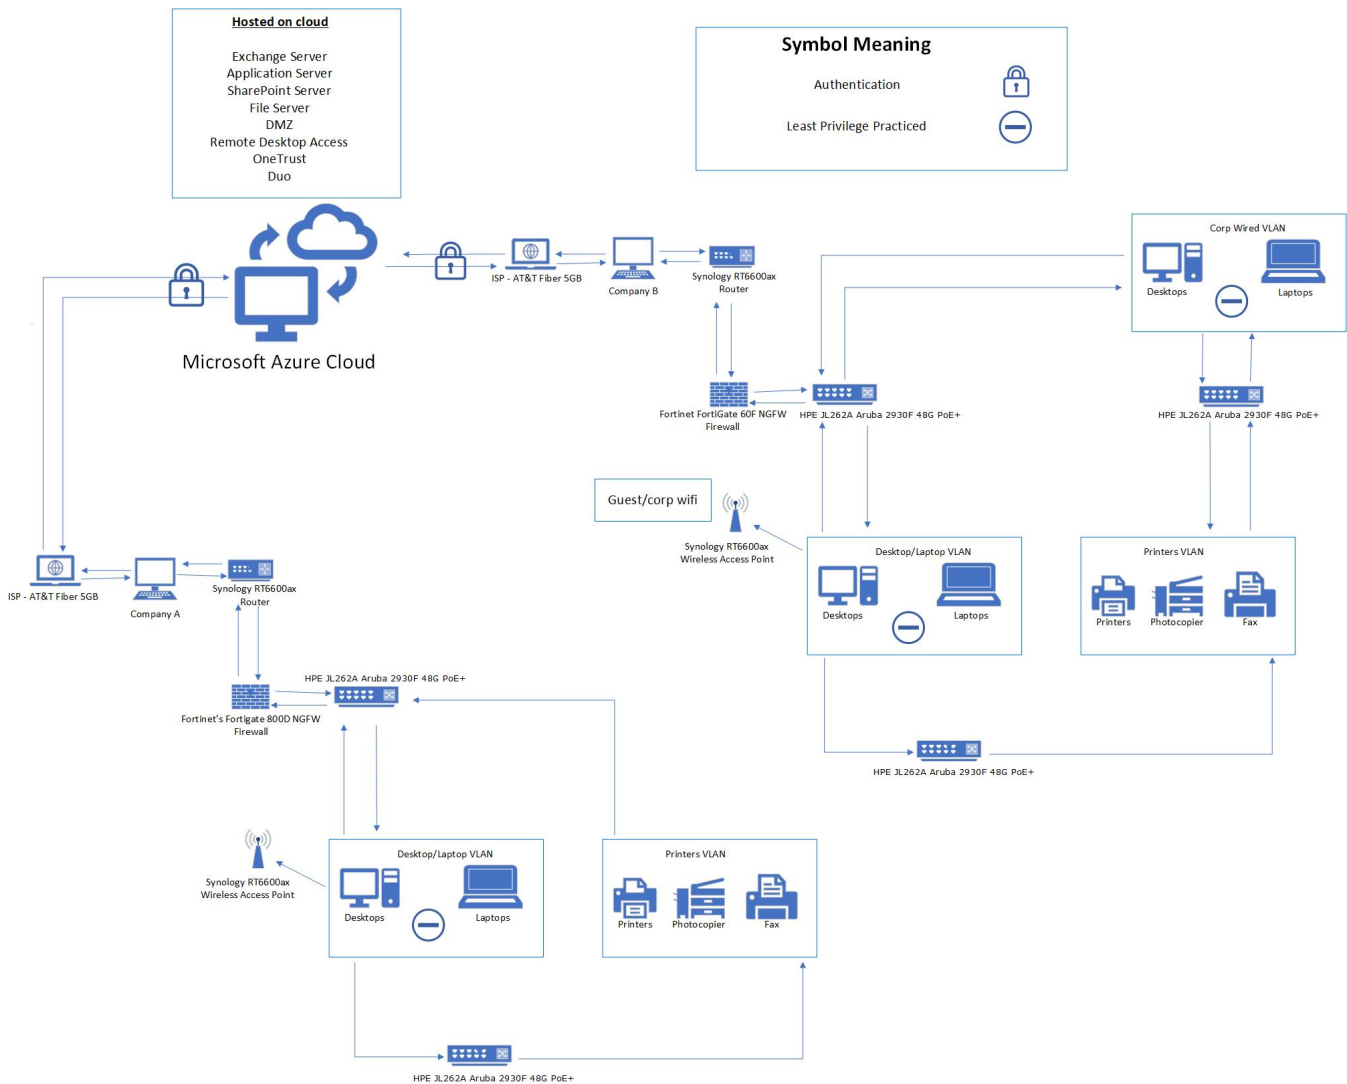 Hosted on cloud
Exchange Server
Application Server
SharePoint Server
File Server
DMZ
Remote Desktop Access
OneTrust
Duo
Symbol Meaning
Authentication
Least Privilege Practiced
Microsoft Azure Cloud
ISP - AT&T Fiber 5GB
Company B
Synology RT6600ax
Router
Corp Wired VLAN
Desktops
Laptops
Fortinet FortiGate 60F NGFW
Firewall
HPE JL262A Aruba 2930F 48G PoE+
HPE JL262A Aruba 2930F 48G PoE+
Guest/corp wifi
Synology RT6600ax
Wireless Access Point
Desktop/Laptop VLAN
Desktops
Laptops
Printers VLAN
Printers
Photocopier
Fax
HPE JL262A Aruba 2930F 48G PoE+
ISP - AT&T Fiber 5GB
Company A
Synology RT6600ax
Router
Fortinet's Fortigate 800D NGFW
Firewall
HPE JL262A Aruba 2930F 48G PoE+
Synology RT6600ax
Wireless Access Point
Desktop/Laptop VLAN
Desktops
Laptops
Printers VLAN
Printers
Photocopier
Fax
HPE JL262A Aruba 2930F 48G PoE+